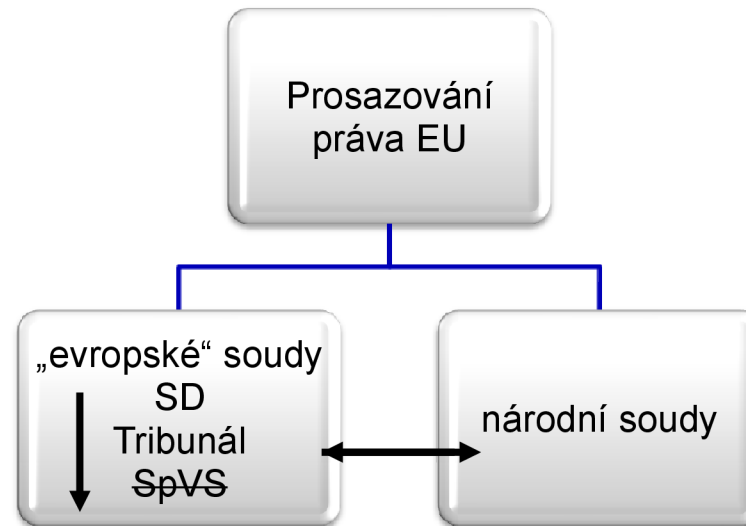 Prosazování
práva EU
„evropské“ soudy
SD
Tribunál
SpVS
národní soudy